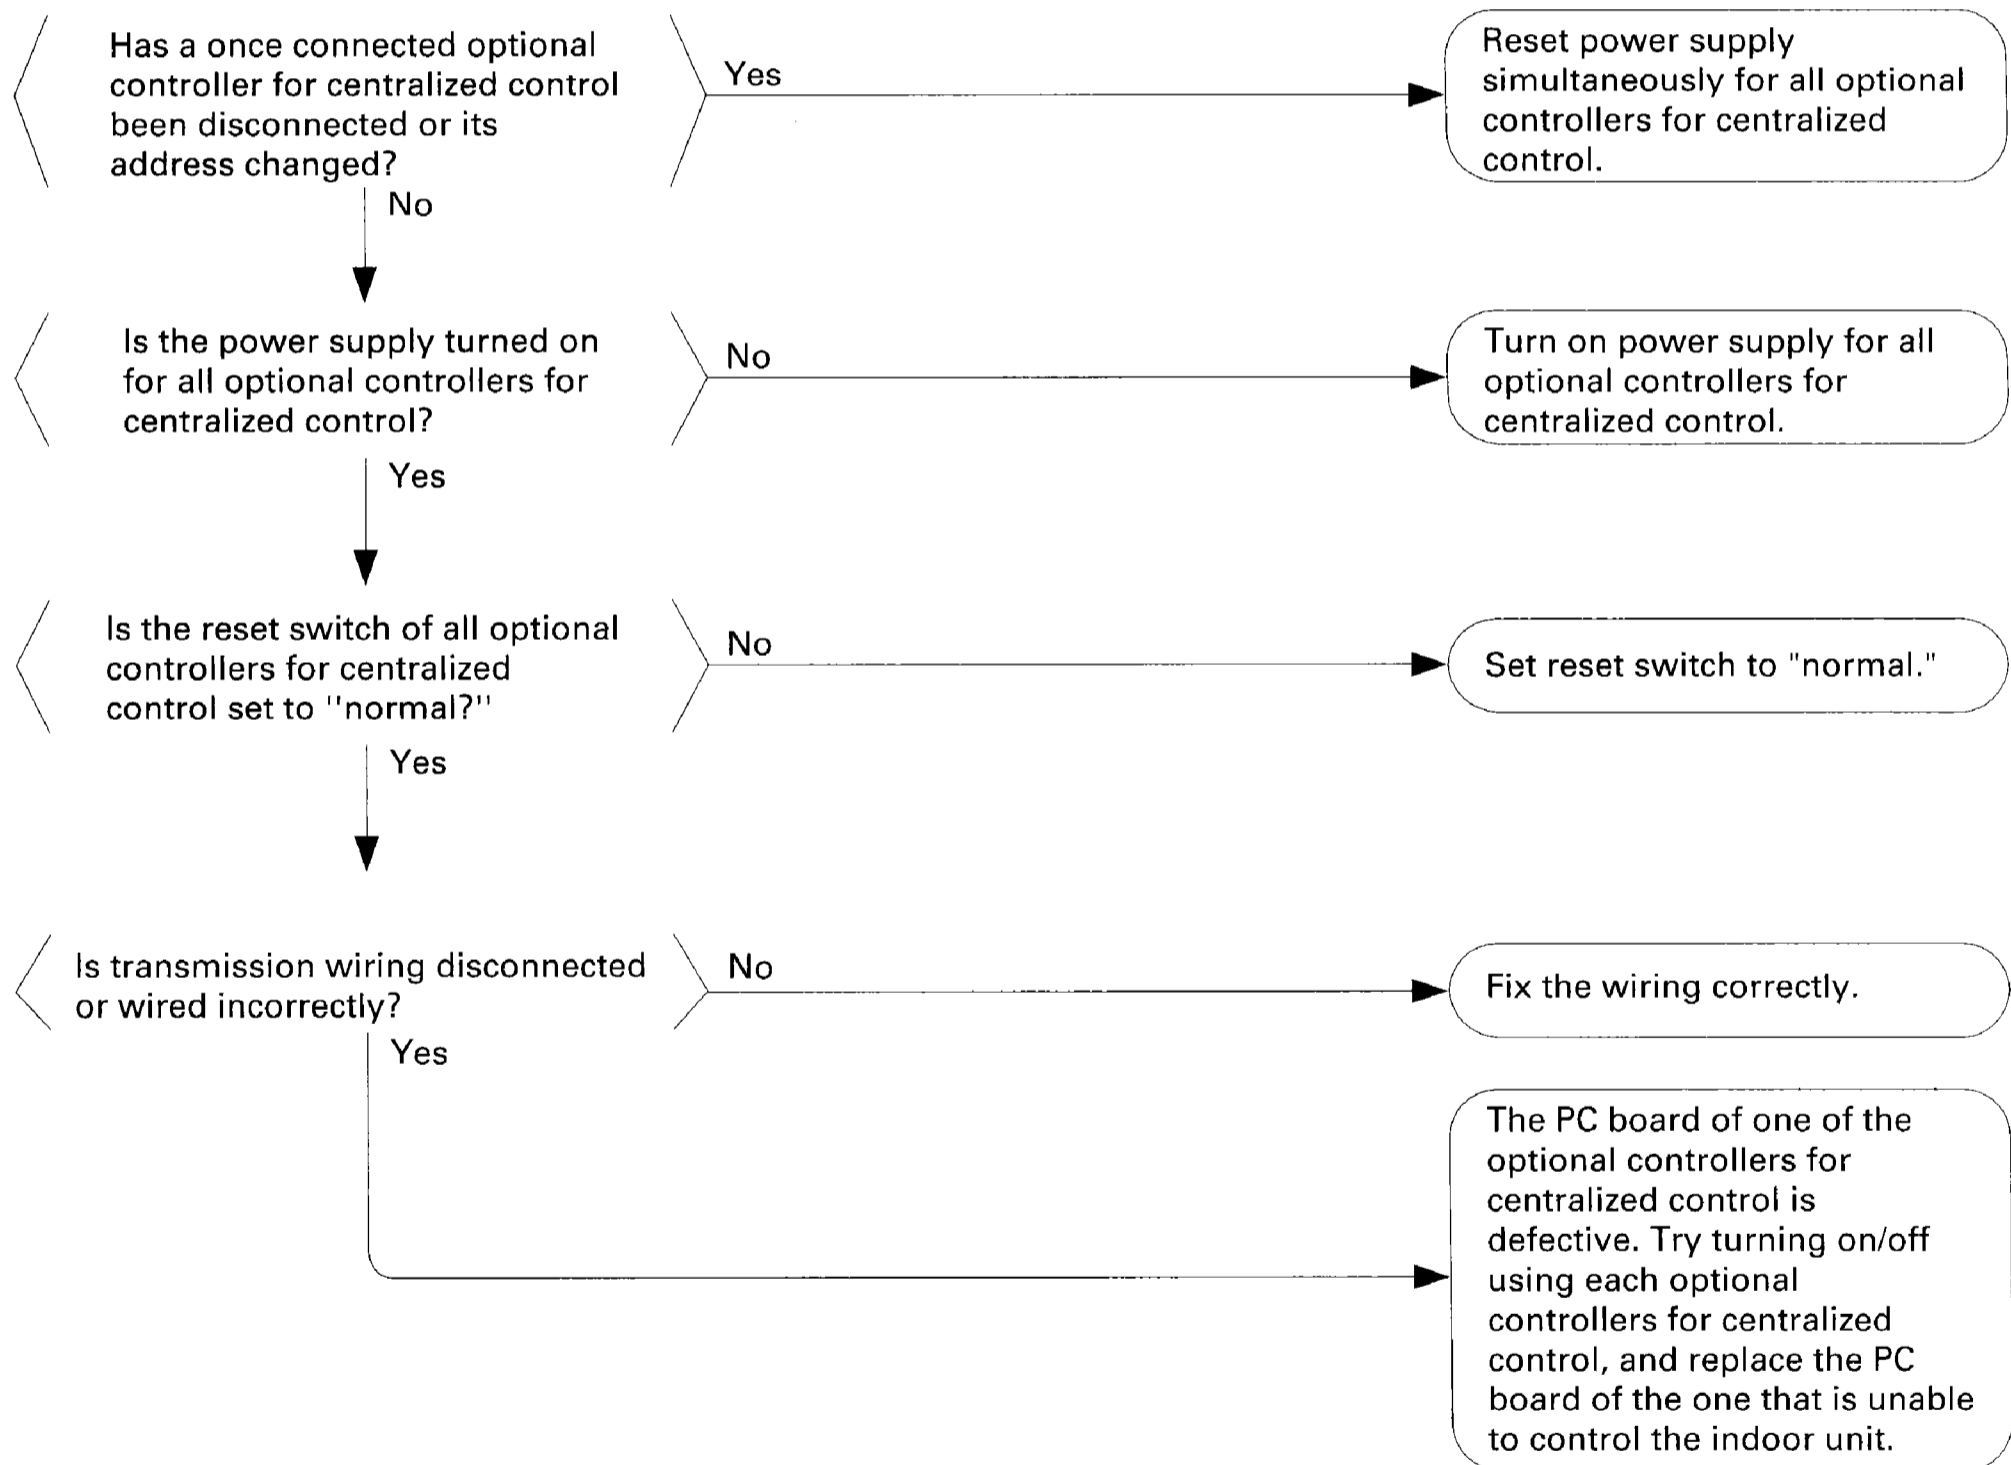 Has a once connected optional
controller for centralized control
been disconnected or its
address changed?
Yes
Reset power supply
simultaneously for all optional
controllers for centralized
control.
No
Is the power supply turned on
for all optional controllers for
centralized control?
No
Turn on power supply for all
optional controllers for
centralized control.
Yes
Is the reset switch of all optional
controllers for centralized
control set to "normal?"
No
Set reset switch to "normal."
Yes
Is transmission wiring disconnected
or wired incorrectly?
No
Fix the wiring correctly.
Yes
The PC board of one of the
optional controllers for
centralized control is
defective. Try turning on/off
using each optional
controllers for centralized
control, and replace the PC
board of the one that is unable
to control the indoor unit.